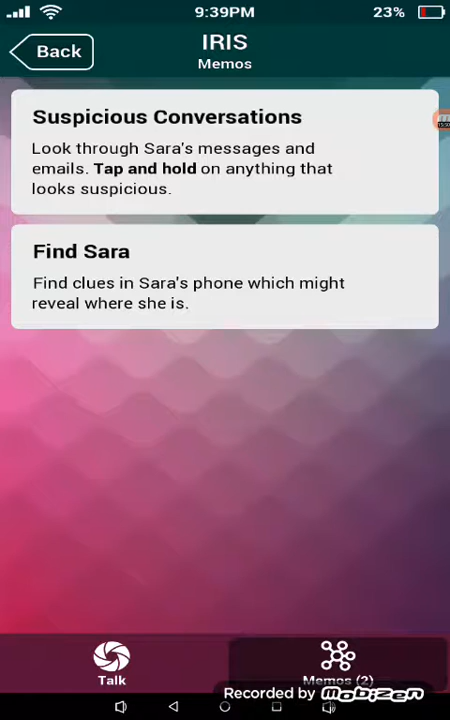 9:39PM
23%
Back
IRIS
Memos
Suspicious Conversations
Look through Sara's messages and
emails. Tap and hold on anything that
looks suspicious.
Find Sara
Find clues in Sara's phone which might
reveal where she is.
Talk
Memos (2)
Recorded by mobizen